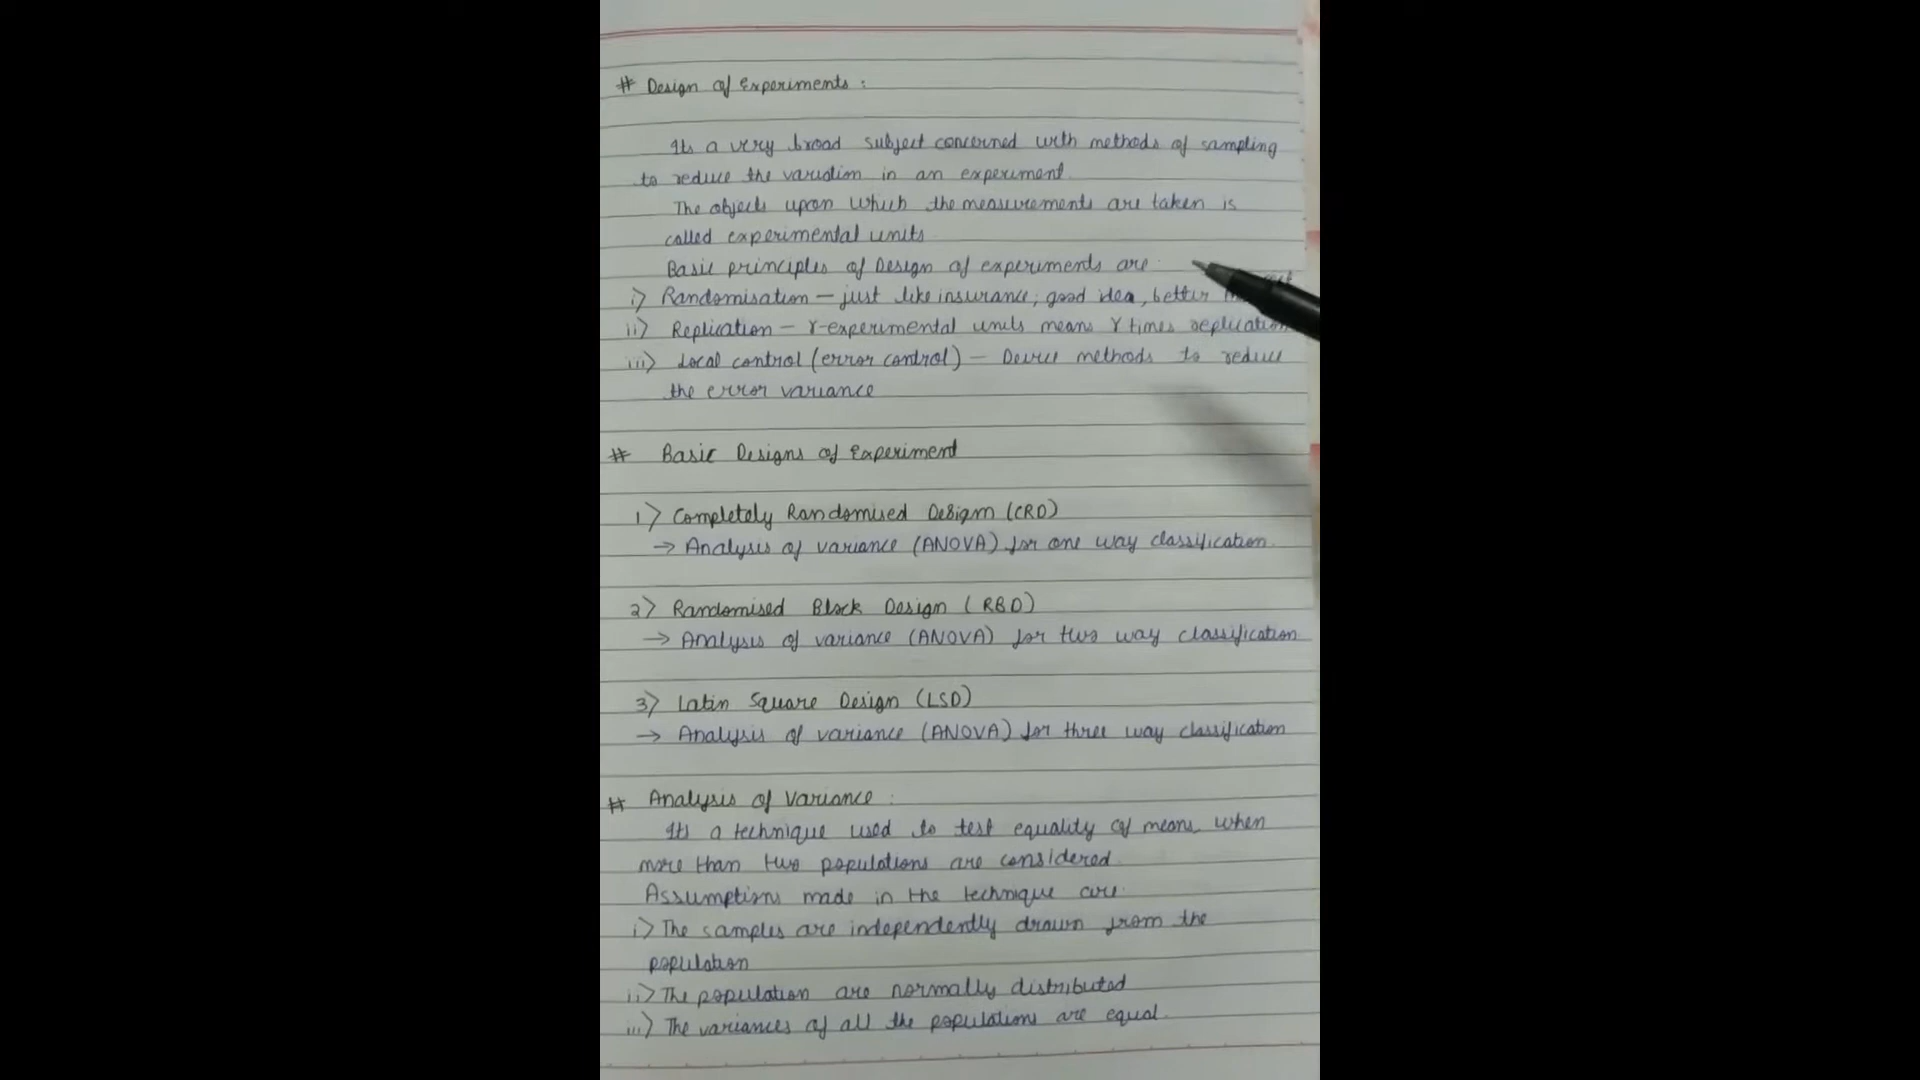 # Design of Experiments :
Its a very broad subject concerned with methods of sampling
to reduce the variation in an experiment.
The objects upon which the measurements are taken is
called experimental units.
Basic principles of Design of experiments are
i) Randomisation – just like insurance; good idea, better
ii) Replication – r-experimental units means r times replication
iii) Local control (error control) – Device methods to reduce
the error variance
# Basic Designs of Experiment
1) Completely Randomised Design (CRD)
→ Analysis of variance (ANOVA) for one way classification.
2) Randomised Block Design (RBD)
→ Analysis of variance (ANOVA) for two way classification
3) Latin Square Design (LSD)
→ Analysis of variance (ANOVA) for three way classification
# Analysis of Variance :
Its a technique used to test equality of means, when
more than two populations are considered.
Assumptions made in the technique are.
i) The samples are independently drawn from the
population
ii) The population are normally distributed
iii) The variances of all the populations are equal.